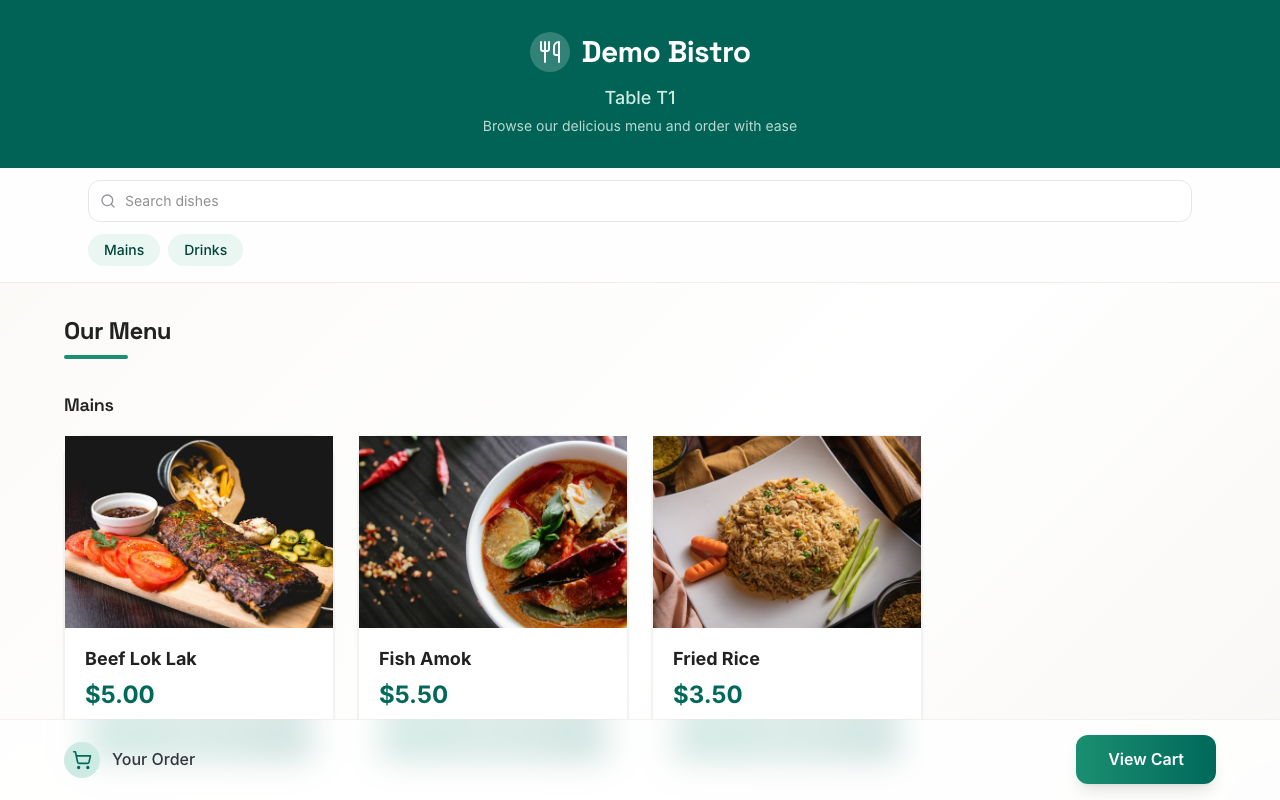 Demo Bistro
Table T1
Browse our delicious menu and order with ease
Search dishes
Mains
Drinks
Our Menu
Mains
Beef Lok Lak
$5.00
Fish Amok
$5.50
Fried Rice
$3.50
Your Order
View Cart